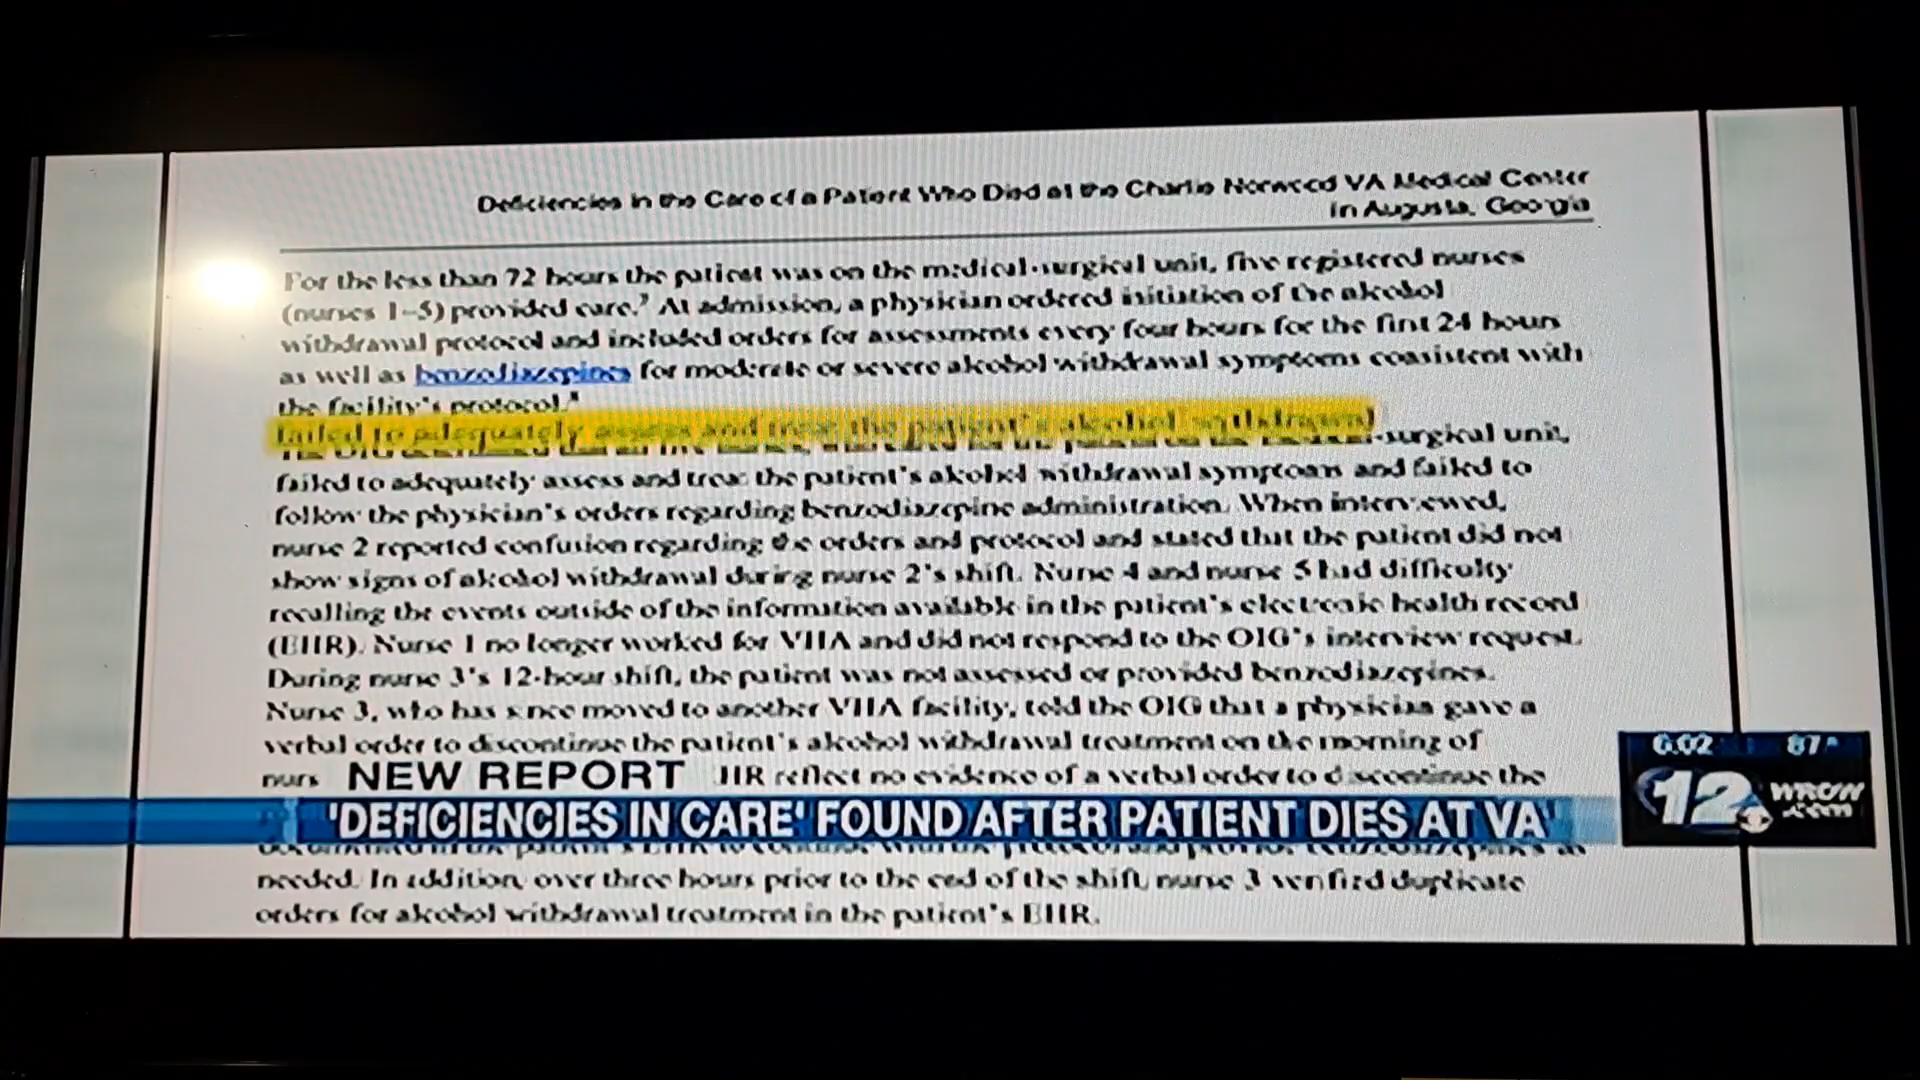 Deficiencies in the Care of a Patient Who Died at the Charlie Norwood VA Medical Center
in Augusta, Georgia
For the less than 72 hours the patient was on the medical-surgical unit, five registered nurses
(nurses 1–5) provided care.⁷ At admission, a physician ordered initiation of the alcohol
withdrawal protocol and included orders for assessments every four hours for the first 24 hours
as well as benzodiazepines for moderate or severe alcohol withdrawal symptoms consistent with
the facility's protocol.⁸
failed to adequately assess and treat the patient's alcohol withdrawal
-surgical unit,
failed to adequately assess and treat the patient's alcohol withdrawal symptoms and failed to
follow the physician's orders regarding benzodiazepine administration. When interviewed,
nurse 2 reported confusion regarding the orders and protocol and stated that the patient did not
show signs of alcohol withdrawal during nurse 2's shift. Nurse 4 and nurse 5 had difficulty
recalling the events outside of the information available in the patient's electronic health record
(EHR). Nurse 1 no longer worked for VHA and did not respond to the OIG's interview request.
During nurse 3's 12-hour shift, the patient was not assessed or provided benzodiazepines.
Nurse 3, who has since moved to another VHA facility, told the OIG that a physician gave a
verbal order to discontinue the patient's alcohol withdrawal treatment on the morning of
nurs NEW REPORT HR reflect no evidence of a verbal order to discontinue the
'DEFICIENCIES IN CARE' FOUND AFTER PATIENT DIES AT VA'
needed. In addition, over three hours prior to the end of the shift, nurse 3 verified duplicate
orders for alcohol withdrawal treatment in the patient's EHR.
6:02 87°
12 WRDW
.com